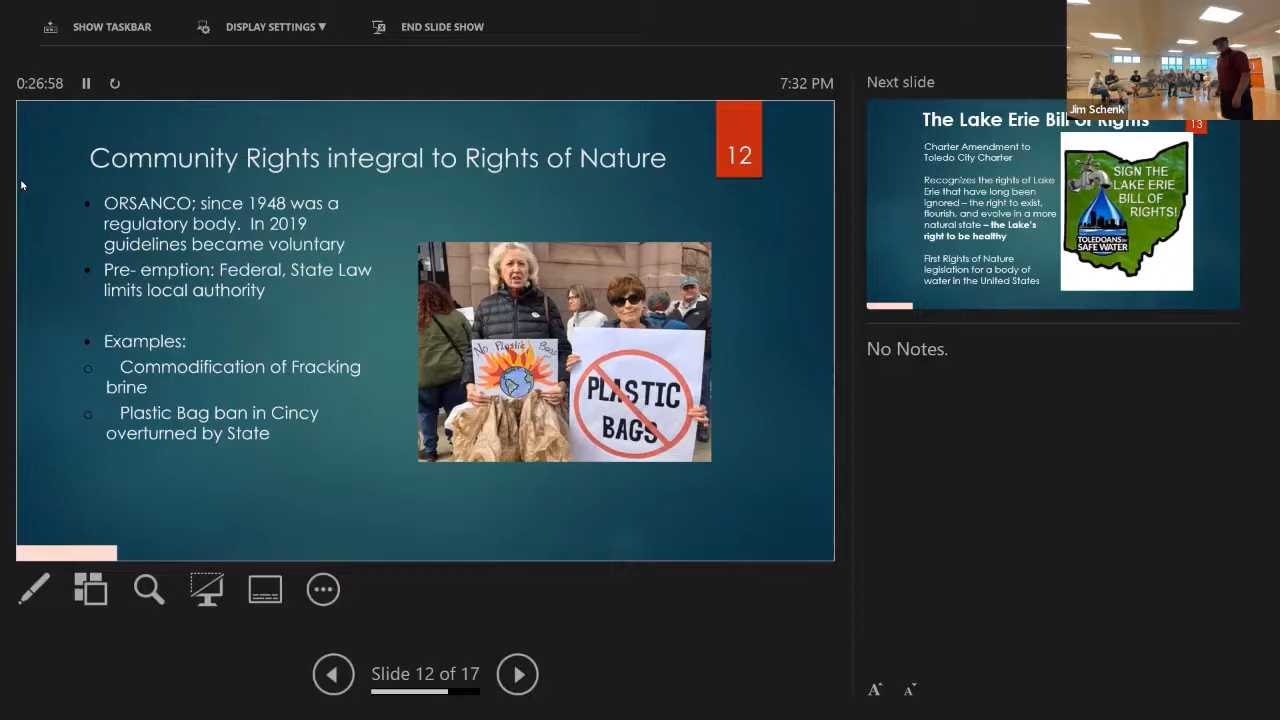 SHOW TASKBAR
DISPLAY SETTINGS ▼
END SLIDE SHOW
0:26:58
7:32 PM
Community Rights integral to Rights of Nature
12
ORSANCO; since 1948 was a
regulatory body. In 2019
guidelines became voluntary
Pre- emption: Federal, State Law
limits local authority
Examples:
Commodification of Fracking
brine
Plastic Bag ban in Cincy
overturned by State
No Plastic Bags
PLASTIC
BAGS
Slide 12 of 17
Next slide
Jim Schenk
The Lake Erie Bill of Rights
13
Charter Amendment to
Toledo City Charter
Recognizes the rights of Lake
Erie that have long been
ignored – the right to exist,
flourish, and evolve in a more
natural state – the Lake's
right to be healthy
First Rights of Nature
legislation for a body of
water in the United States
SIGN THE
LAKE ERIE
BILL OF
RIGHTS!
TOLEDOANS for
SAFE WATER
No Notes.
A A